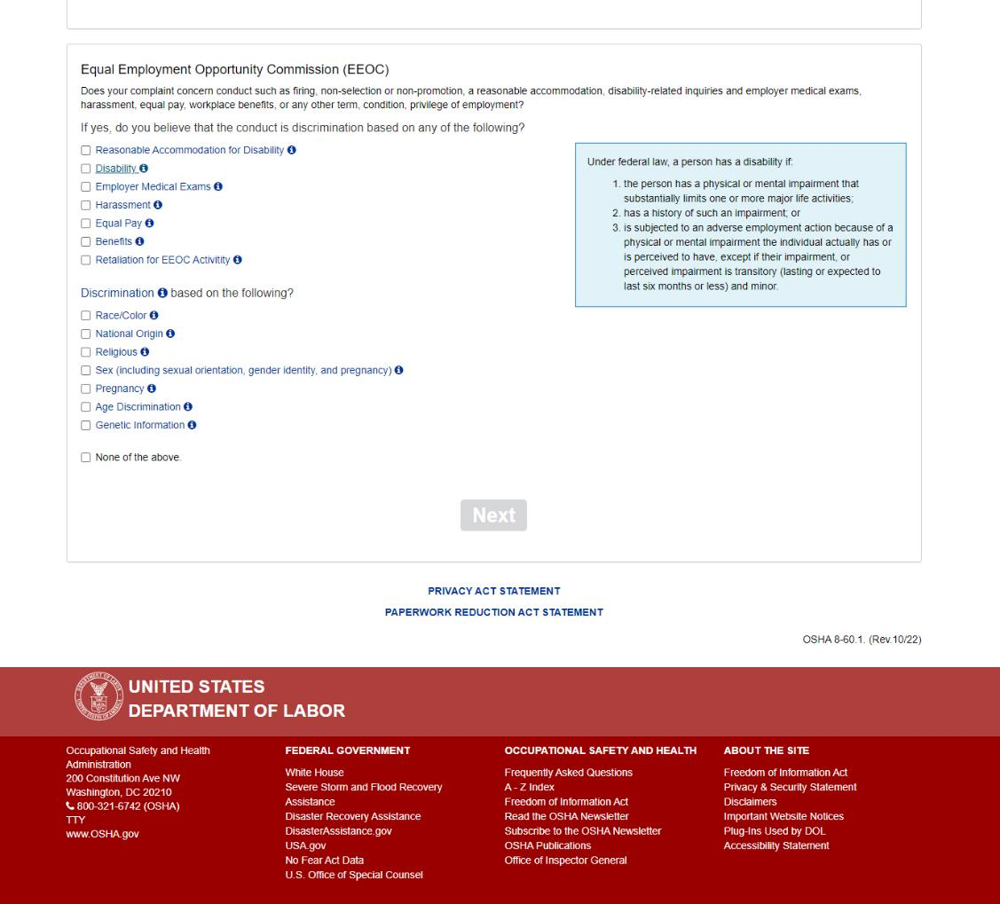 Equal Employment Opportunity Commission (EEOC)
Does your complaint concern conduct such as firing, non-selection or non-promotion, a reasonable accommodation, disability-related inquiries and employer medical exams,
harassment, equal pay, workplace benefits, or any other term, condition, privilege of employment?
If yes, do you believe that the conduct is discrimination based on any of the following?
Reasonable Accommodation for Disability
Disability
Employer Medical Exams
Harassment
Equal Pay
Benefits
Retaliation for EEOC Activitity
Under federal law, a person has a disability if:
1. the person has a physical or mental impairment that
substantially limits one or more major life activities;
2. has a history of such an impairment; or
3. is subjected to an adverse employment action because of a
physical or mental impairment the individual actually has or
is perceived to have, except if their impairment, or
perceived impairment is transitory (lasting or expected to
last six months or less) and minor.
Discrimination based on the following?
Race/Color
National Origin
Religious
Sex (including sexual orientation, gender identity, and pregnancy)
Pregnancy
Age Discrimination
Genetic Information
None of the above.
Next
PRIVACY ACT STATEMENT
PAPERWORK REDUCTION ACT STATEMENT
OSHA 8-60.1. (Rev.10/22)
UNITED STATES
DEPARTMENT OF LABOR
Occupational Safety and Health
Administration
200 Constitution Ave NW
Washington, DC 20210
800-321-6742 (OSHA)
TTY
www.OSHA.gov
FEDERAL GOVERNMENT
White House
Severe Storm and Flood Recovery
Assistance
Disaster Recovery Assistance
DisasterAssistance.gov
USA.gov
No Fear Act Data
U.S. Office of Special Counsel
OCCUPATIONAL SAFETY AND HEALTH
Frequently Asked Questions
A - Z Index
Freedom of Information Act
Read the OSHA Newsletter
Subscribe to the OSHA Newsletter
OSHA Publications
Office of Inspector General
ABOUT THE SITE
Freedom of Information Act
Privacy & Security Statement
Disclaimers
Important Website Notices
Plug-Ins Used by DOL
Accessibility Statement